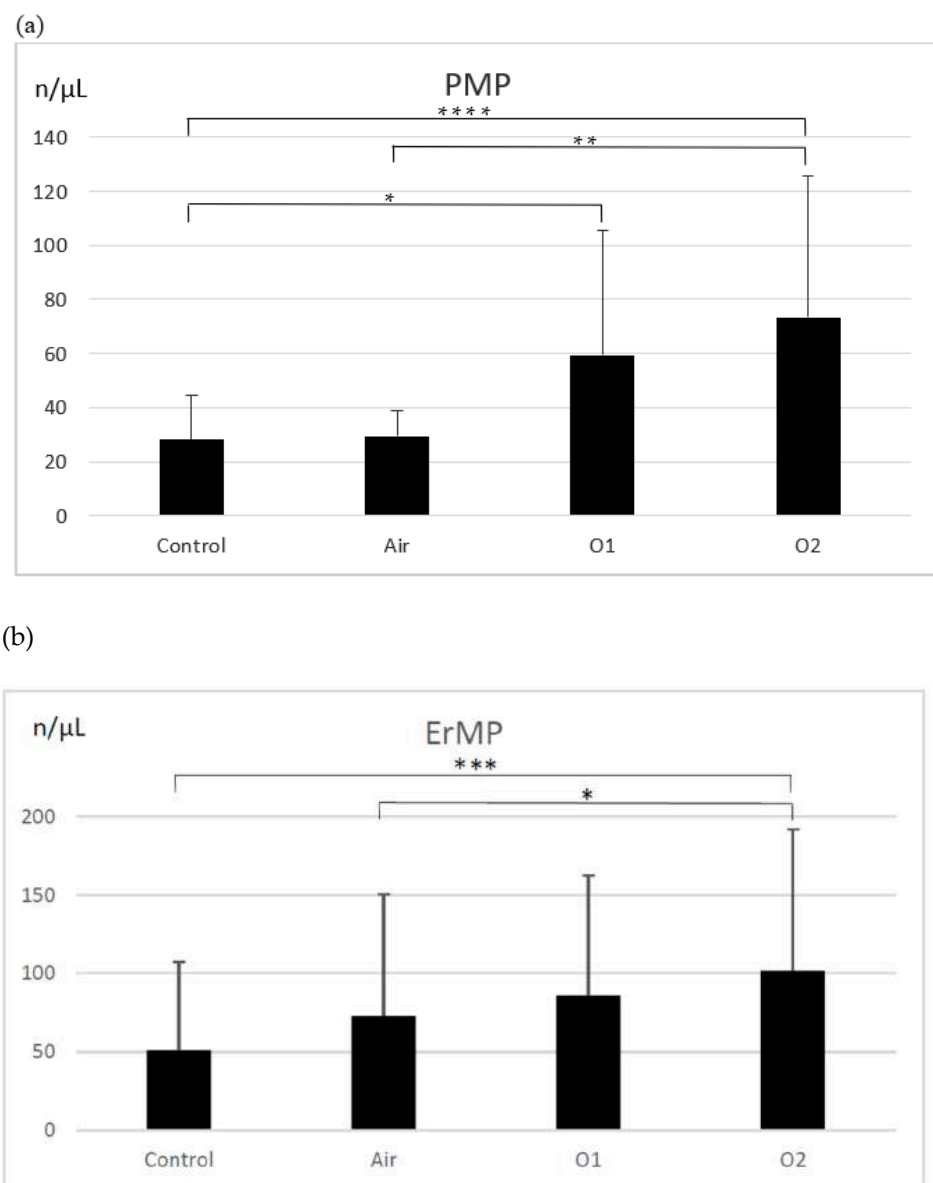 (a)
n/μL
PMP
****
**
*
140
120
100
80
60
40
20
0
Control Air O1 O2
(b)
n/μL
ErMP
***
*
200
150
100
50
0
Control Air O1 O2